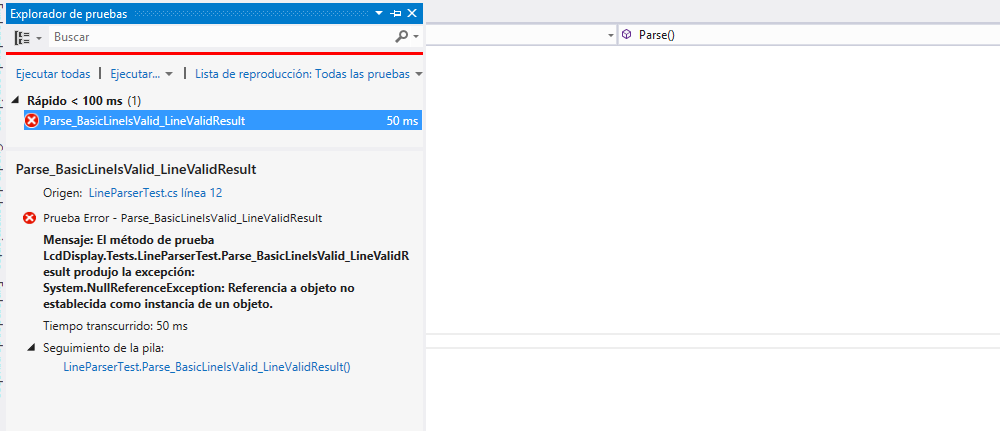 Explorador de pruebas
Buscar
Parse()
Ejecutar todas | Ejecutar... | Lista de reproducción: Todas las pruebas
Rápido < 100 ms (1)
Parse_BasicLineIsValid_LineValidResult 50 ms
Parse_BasicLineIsValid_LineValidResult
Origen: LineParserTest.cs línea 12
Prueba Error - Parse_BasicLineIsValid_LineValidResult
Mensaje: El método de prueba
LcdDisplay.Tests.LineParserTest.Parse_BasicLineIsValid_LineValidR
esult produjo la excepción:
System.NullReferenceException: Referencia a objeto no
establecida como instancia de un objeto.
Tiempo transcurrido: 50 ms
Seguimiento de la pila:
LineParserTest.Parse_BasicLineIsValid_LineValidResult()